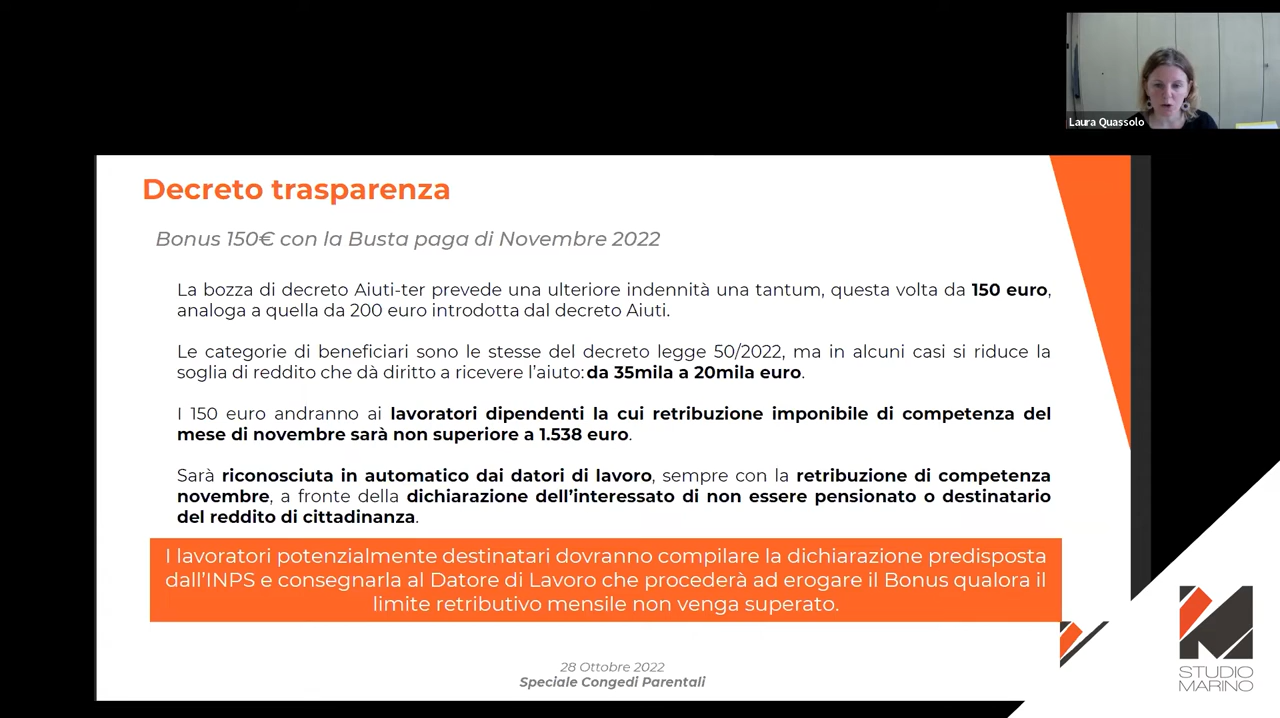 Laura Quassolo
Decreto trasparenza
Bonus 150€ con la Busta paga di Novembre 2022
La bozza di decreto Aiuti-ter prevede una ulteriore indennità una tantum, questa volta da 150 euro,
analoga a quella da 200 euro introdotta dal decreto Aiuti.
Le categorie di beneficiari sono le stesse del decreto legge 50/2022, ma in alcuni casi si riduce la
soglia di reddito che dà diritto a ricevere l'aiuto: da 35mila a 20mila euro.
I 150 euro andranno ai lavoratori dipendenti la cui retribuzione imponibile di competenza del
mese di novembre sarà non superiore a 1.538 euro.
Sarà riconosciuta in automatico dai datori di lavoro, sempre con la retribuzione di competenza
novembre, a fronte della dichiarazione dell'interessato di non essere pensionato o destinatario
del reddito di cittadinanza.
I lavoratori potenzialmente destinatari dovranno compilare la dichiarazione predisposta
dall'INPS e consegnarla al Datore di Lavoro che procederà ad erogare il Bonus qualora il
limite retributivo mensile non venga superato.
28 Ottobre 2022
Speciale Congedi Parentali
STUDIO
MARINO